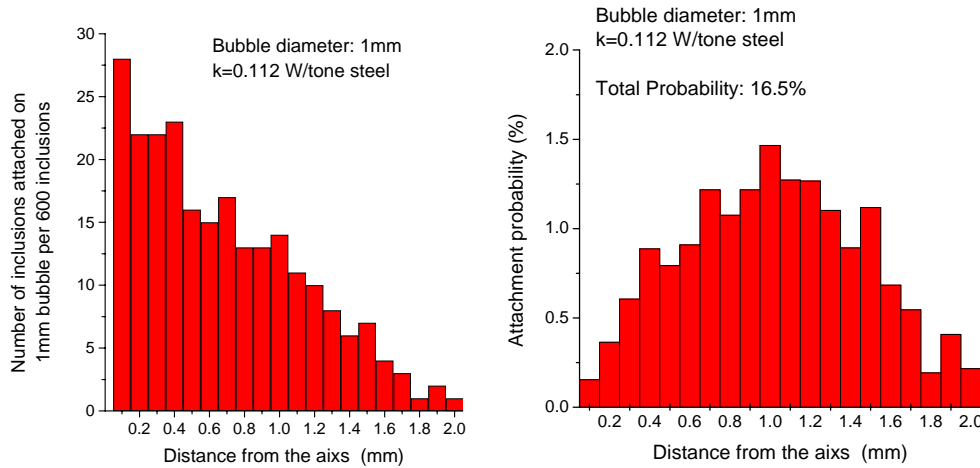 Bubble diameter: 1mm
k=0.112 W/tone steel
Number of inclusions attached on
1mm bubble per 600 inclusions
30
25
20
15
10
5
0
0.2 0.4 0.6 0.8 1.0 1.2 1.4 1.6 1.8 2.0
Distance from the aixs (mm)
Bubble diameter: 1mm
k=0.112 W/tone steel
Total Probability: 16.5%
Attachment probability (%)
2.0
1.5
1.0
0.5
0.0
0.2 0.4 0.6 0.8 1.0 1.2 1.4 1.6 1.8 2.0
Distance from the aixs (mm)